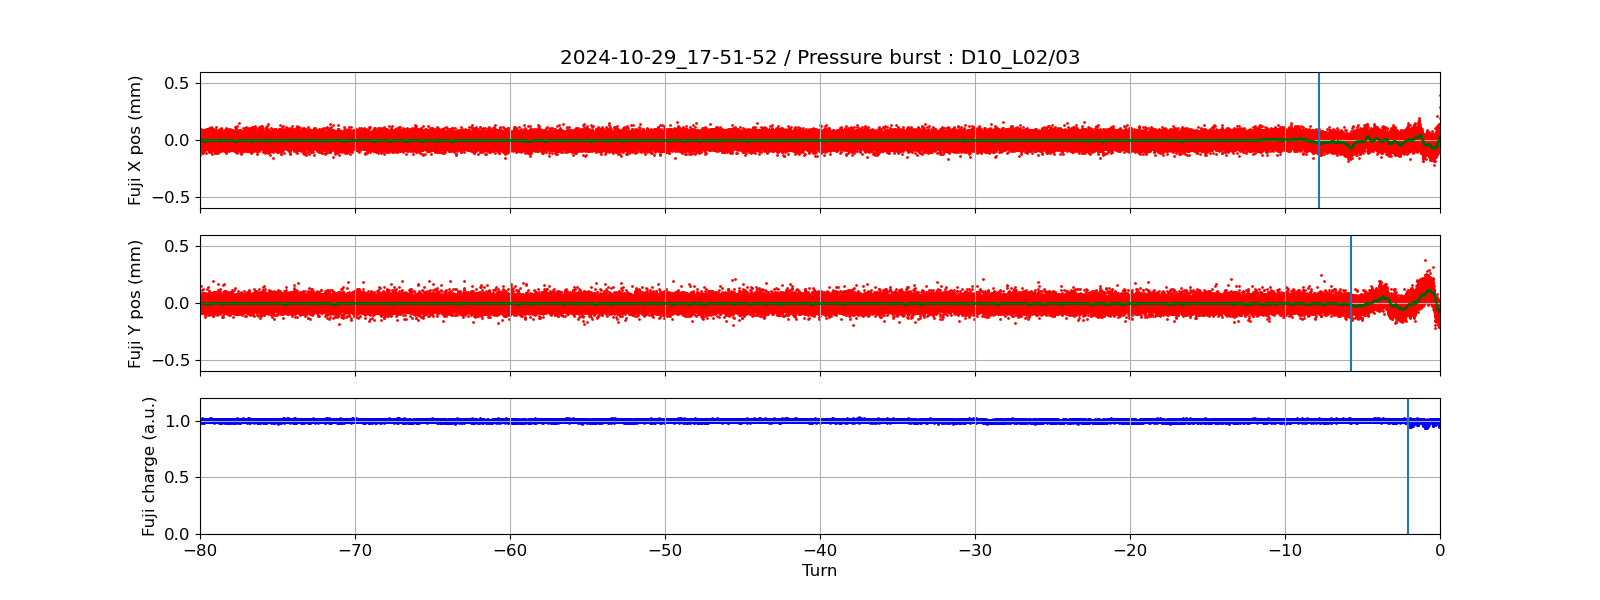 2024-10-29_17-51-52 / Pressure burst : D10_L02/03
Fuji X pos (mm)
0.5
0.0
−0.5
Fuji Y pos (mm)
0.5
0.0
−0.5
Fuji charge (a.u.)
1.0
0.5
0.0
−80 −70 −60 −50 −40 −30 −20 −10 0
Turn